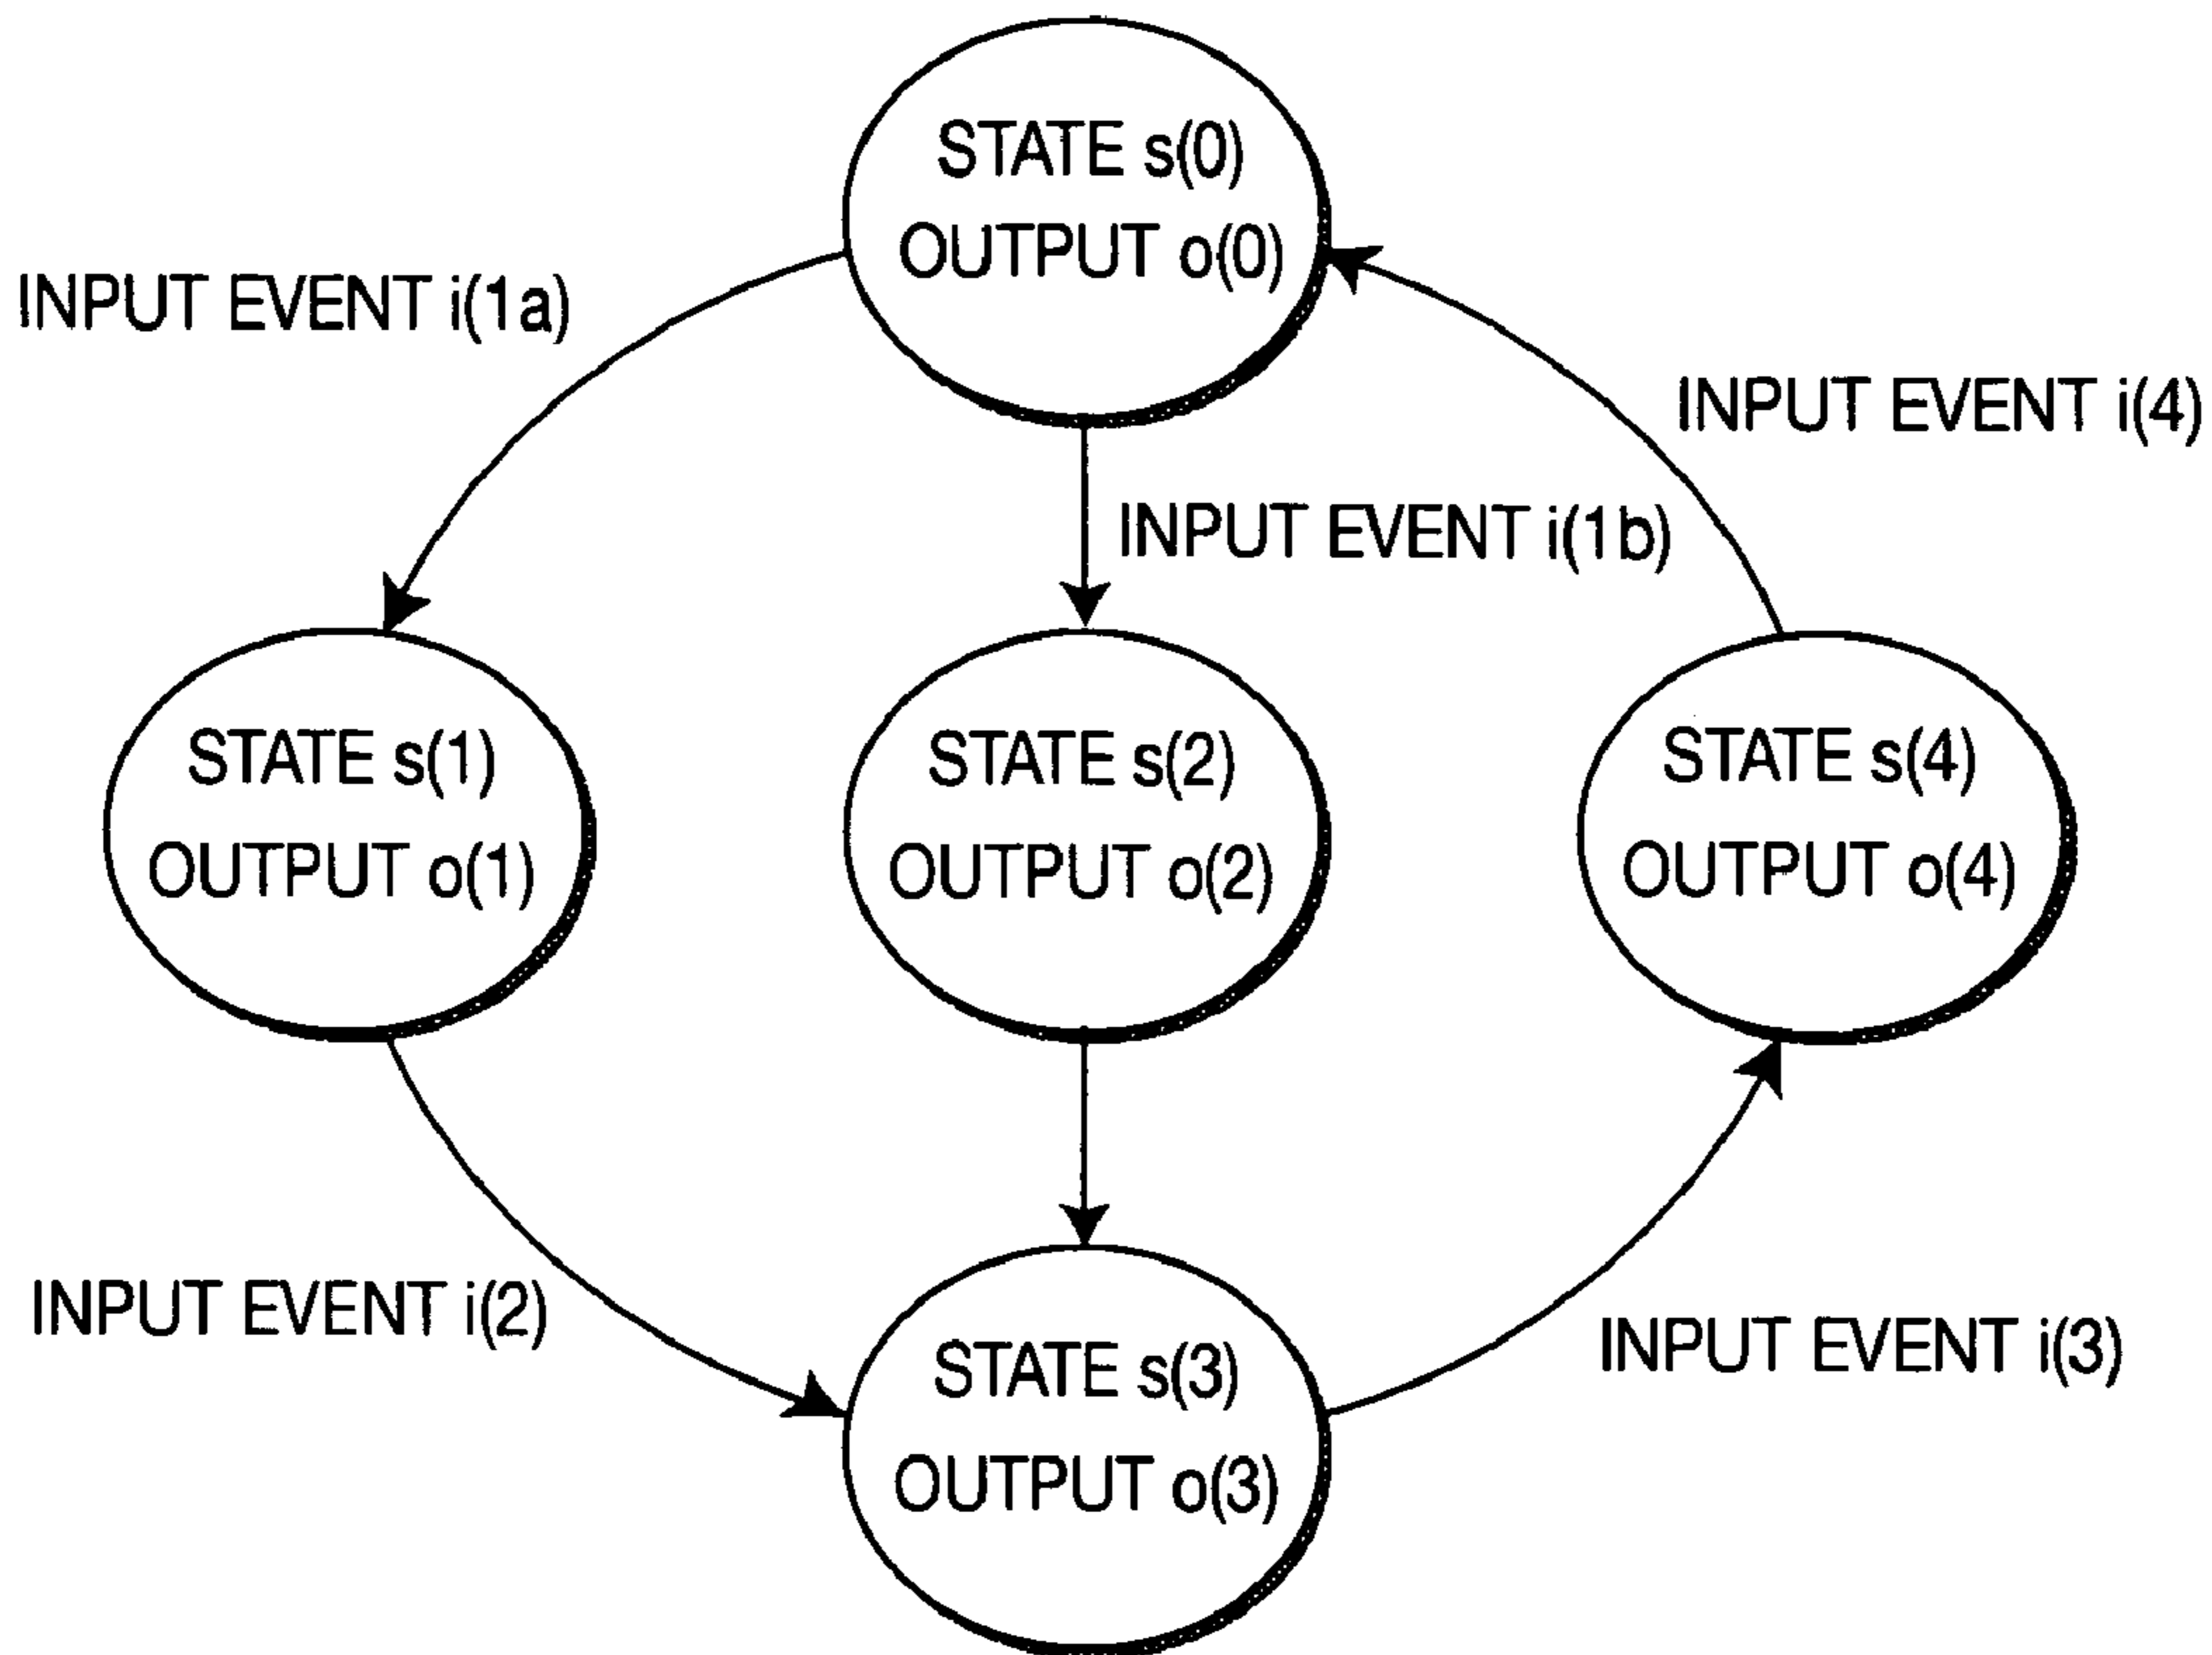 STATE s(0)
OUTPUT o(0)
INPUT EVENT i(1a)
INPUT EVENT i(4)
INPUT EVENT i(1b)
STATE s(1)
OUTPUT o(1)
STATE s(2)
OUTPUT o(2)
STATE s(4)
OUTPUT o(4)
INPUT EVENT i(2)
INPUT EVENT i(3)
STATE s(3)
OUTPUT o(3)